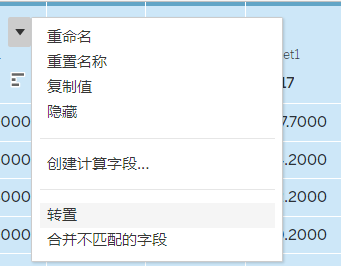 重命名
重置名称
复制值
隐藏
创建计算字段...
转置
合并不匹配的字段
et1
17
000
7.7000
000
.2000
000
.2000
000
.2000